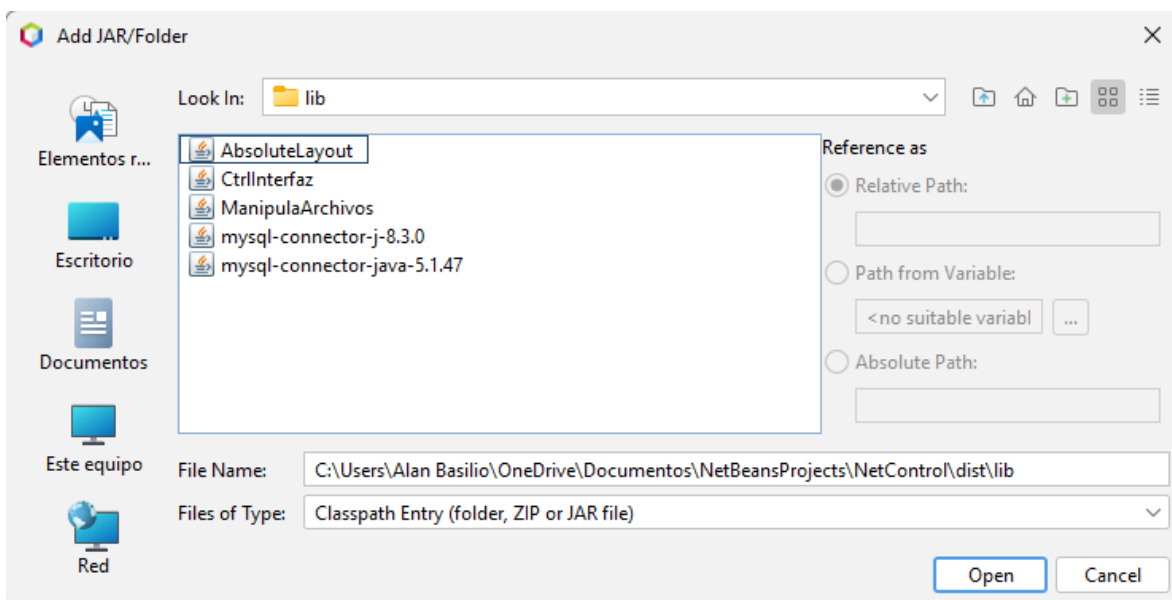 Add JAR/Folder
Look In:
lib
Elementos r...
Escritorio
Documentos
Este equipo
Red
AbsoluteLayout
CtrlInterfaz
ManipulaArchivos
mysql-connector-j-8.3.0
mysql-connector-java-5.1.47
Reference as
Relative Path:
Path from Variable:
<no suitable variabl
...
Absolute Path:
File Name:
C:\Users\Alan Basilio\OneDrive\Documentos\NetBeansProjects\NetControl\dist\lib
Files of Type:
Classpath Entry (folder, ZIP or JAR file)
Open
Cancel